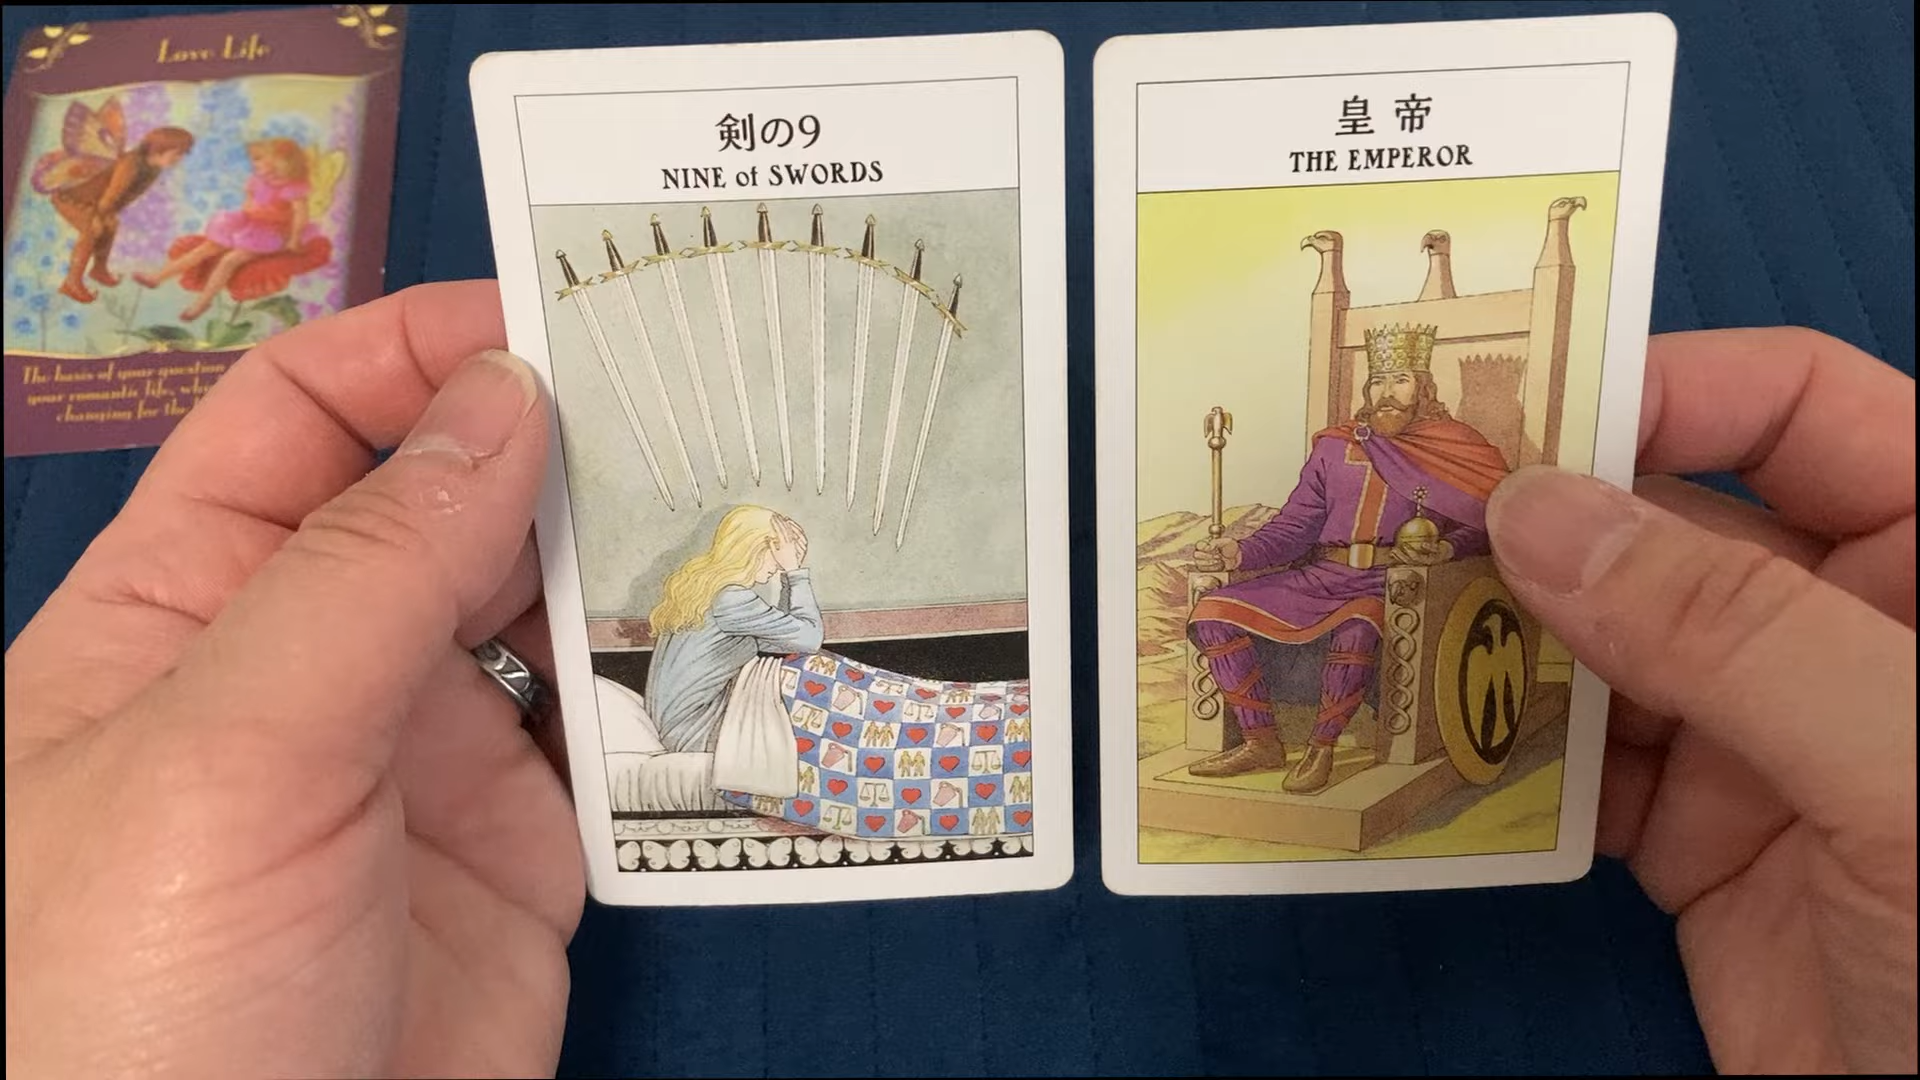 Love Life
The basis of your question
your romantic life, which
changing for the
剣の9
NINE of SWORDS
皇帝
THE EMPEROR